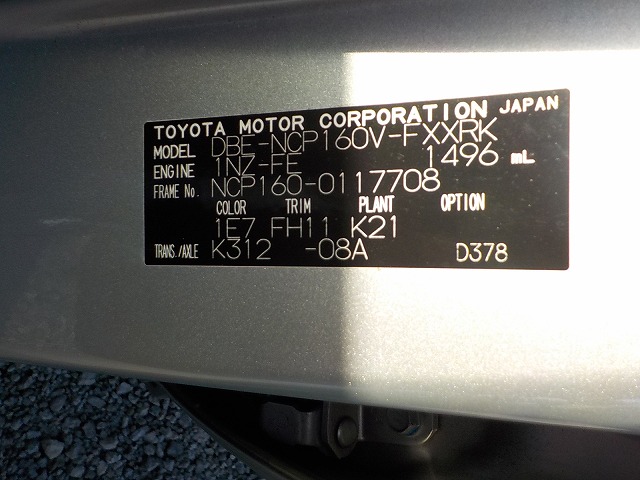 TOYOTA MOTOR CORPORATION JAPAN
MODEL DBE-NCP160V-FXXRK
ENGINE 1NZ-FE 1496 mL
FRAME No. NCP160-0117708
COLOR TRIM PLANT OPTION
1E7 FH11 K21
TRANS./AXLE K312 -08A D378